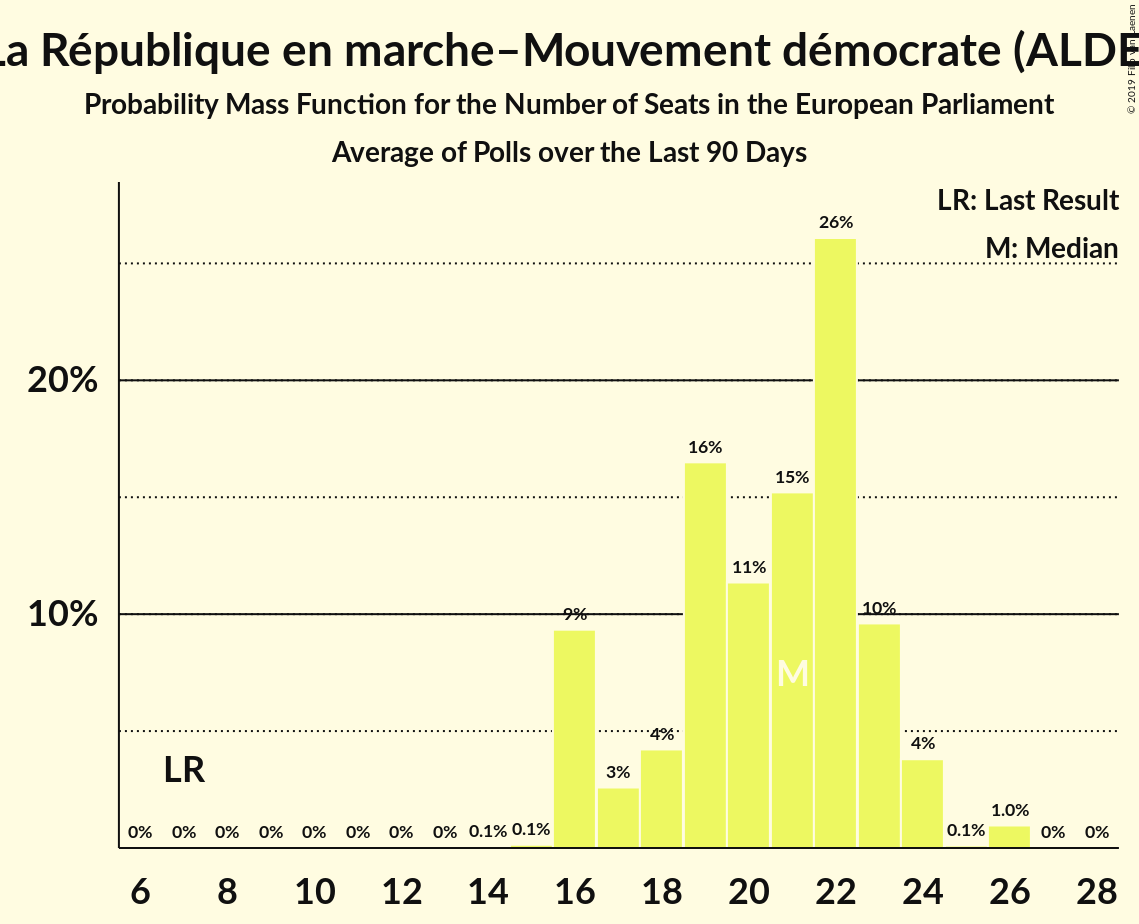 La République en marche–Mouvement démocrate (ALDE
Probability Mass Function for the Number of Seats in the European Parliament
Average of Polls over the Last 90 Days
© 2019 Filip
LR: Last Result
M: Median
26%
20%
16%
15%
11%
10%
9%
10%
M
4%
4%
LR
3%
1.0%
0% 0% 0% 0% 0% 0% 0% 0% 0.1% 0.1% 0.1% 0% 0%
6 8 10 12 14 16 18 20 22 24 26 28